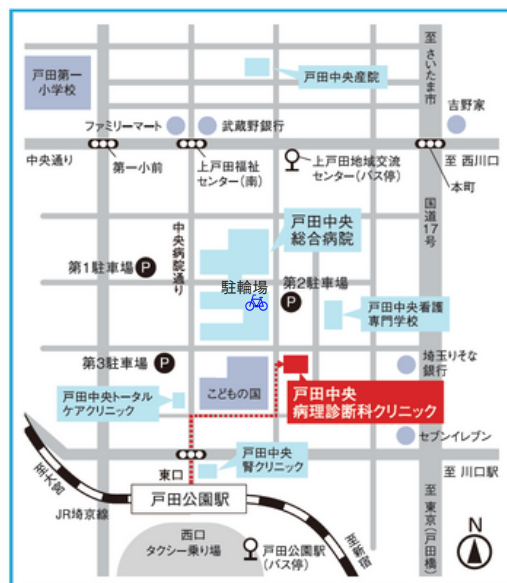 至さいたま市
戸田第一
小学校
戸田中央産院
吉野家
ファミリーマート
武蔵野銀行
中央通り
第一小前
上戸田福祉
センター(南)
上戸田地域交流
センター(バス停)
本町
至 西川口
国道17号
中央病院通り
戸田中央
総合病院
第1駐車場
P
駐輪場
第2駐車場
P
戸田中央看護
専門学校
第3駐車場
P
こどもの国
戸田中央
病理診断科クリニック
埼玉りそな
銀行
戸田中央トータル
ケアクリニック
セブンイレブン
東口
戸田中央
腎クリニック
至 川口駅
至大宮
戸田公園駅
JR埼京線
西口
タクシー乗り場
戸田公園駅
(バス停)
至新宿
至 東京(戸田橋)
N